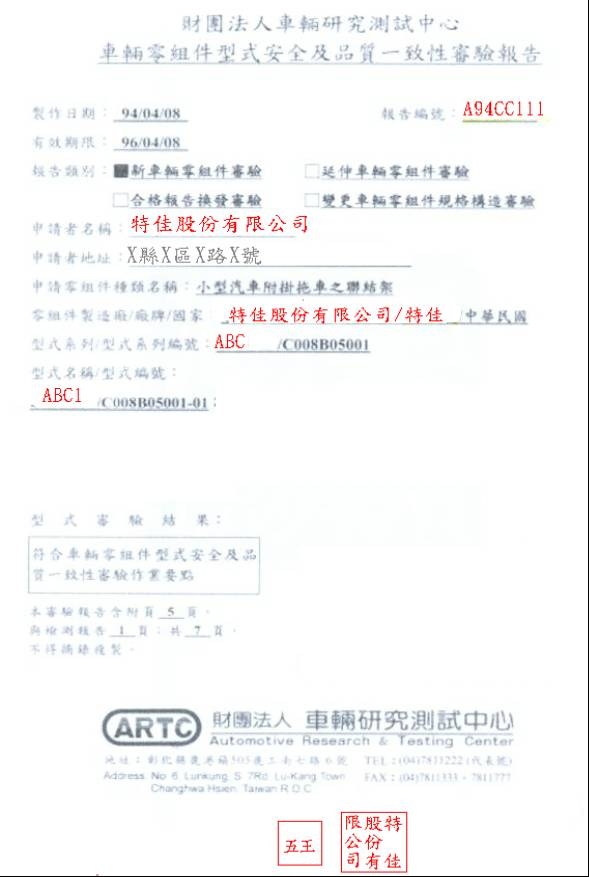 財團法人車輛研究測試中心
車輛零組件型式安全及品質一致性審驗報告
製作日期：94/04/08 報告編號：A94CC111
有效期限：96/04/08
報告類別：■新車輛零組件審驗 □延伸車輛零組件審驗
□合格報告換發審驗 □變更車輛零組件規格構造審驗
申請者名稱：特佳股份有限公司
申請者地址：X縣X區X路X號
申請零組件種類名稱：小型汽車附掛拖車之聯結架
零組件製造廠/廠牌/國家：特佳股份有限公司/特佳 /中華民國
型式系列/型式系列編號：ABC /C008B05001
型式名稱/型式編號：
ABC1 /C008B05001-01；
型式審驗結果：
符合車輛零組件型式安全及品
質一致性審驗作業要點
本審驗報告含附頁 5 頁，
與檢測報告 1 頁；共 7 頁，
不得摘錄複製。
ARTC 財團法人 車輛研究測試中心
Automotive Research & Testing Center
地址：彰化縣鹿港鎮505鹿工南七路6號 TEL：(04)7811222 (代表號)
Address. No 6. Lunkung, S. 7Rd. Lu-Kang Town FAX：(04)7811333 - 7811777
Changhwa Hsien. Taiwan R.O.C
王五
特佳股份有限公司